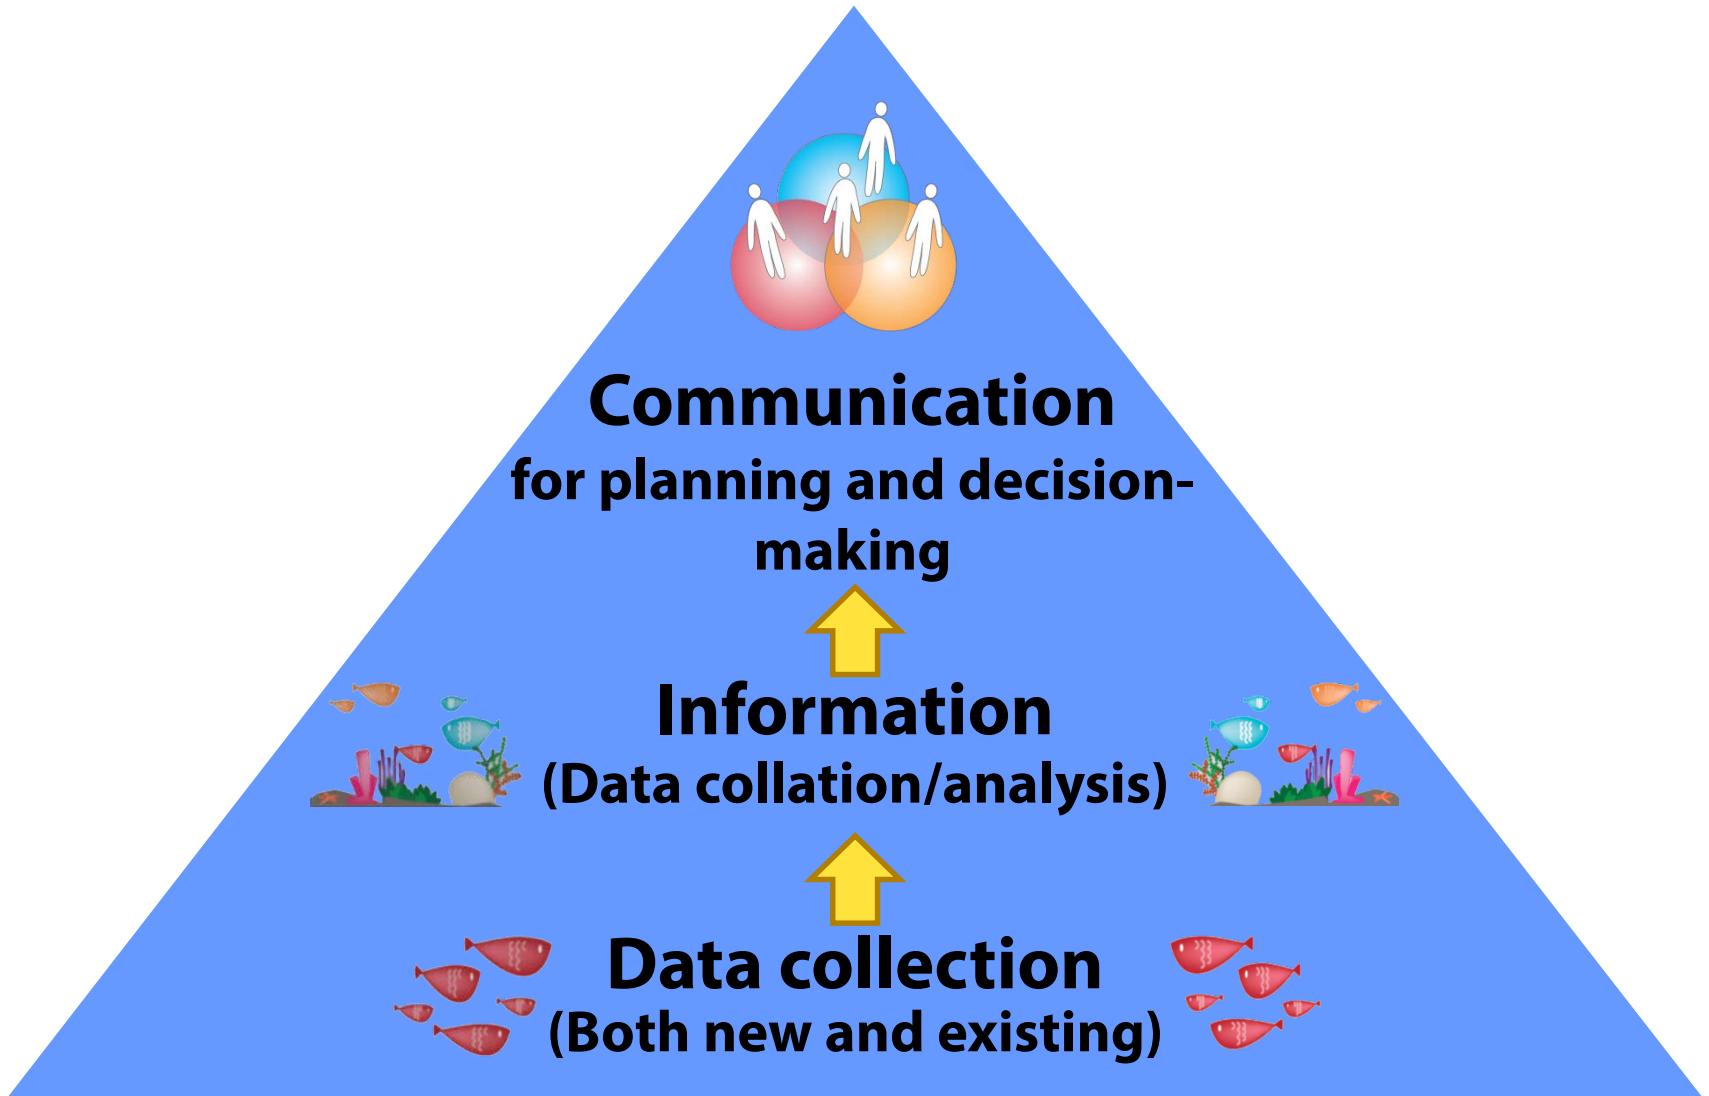 Communication
for planning and decision-
making
Information
(Data collation/analysis)
Data collection
(Both new and existing)